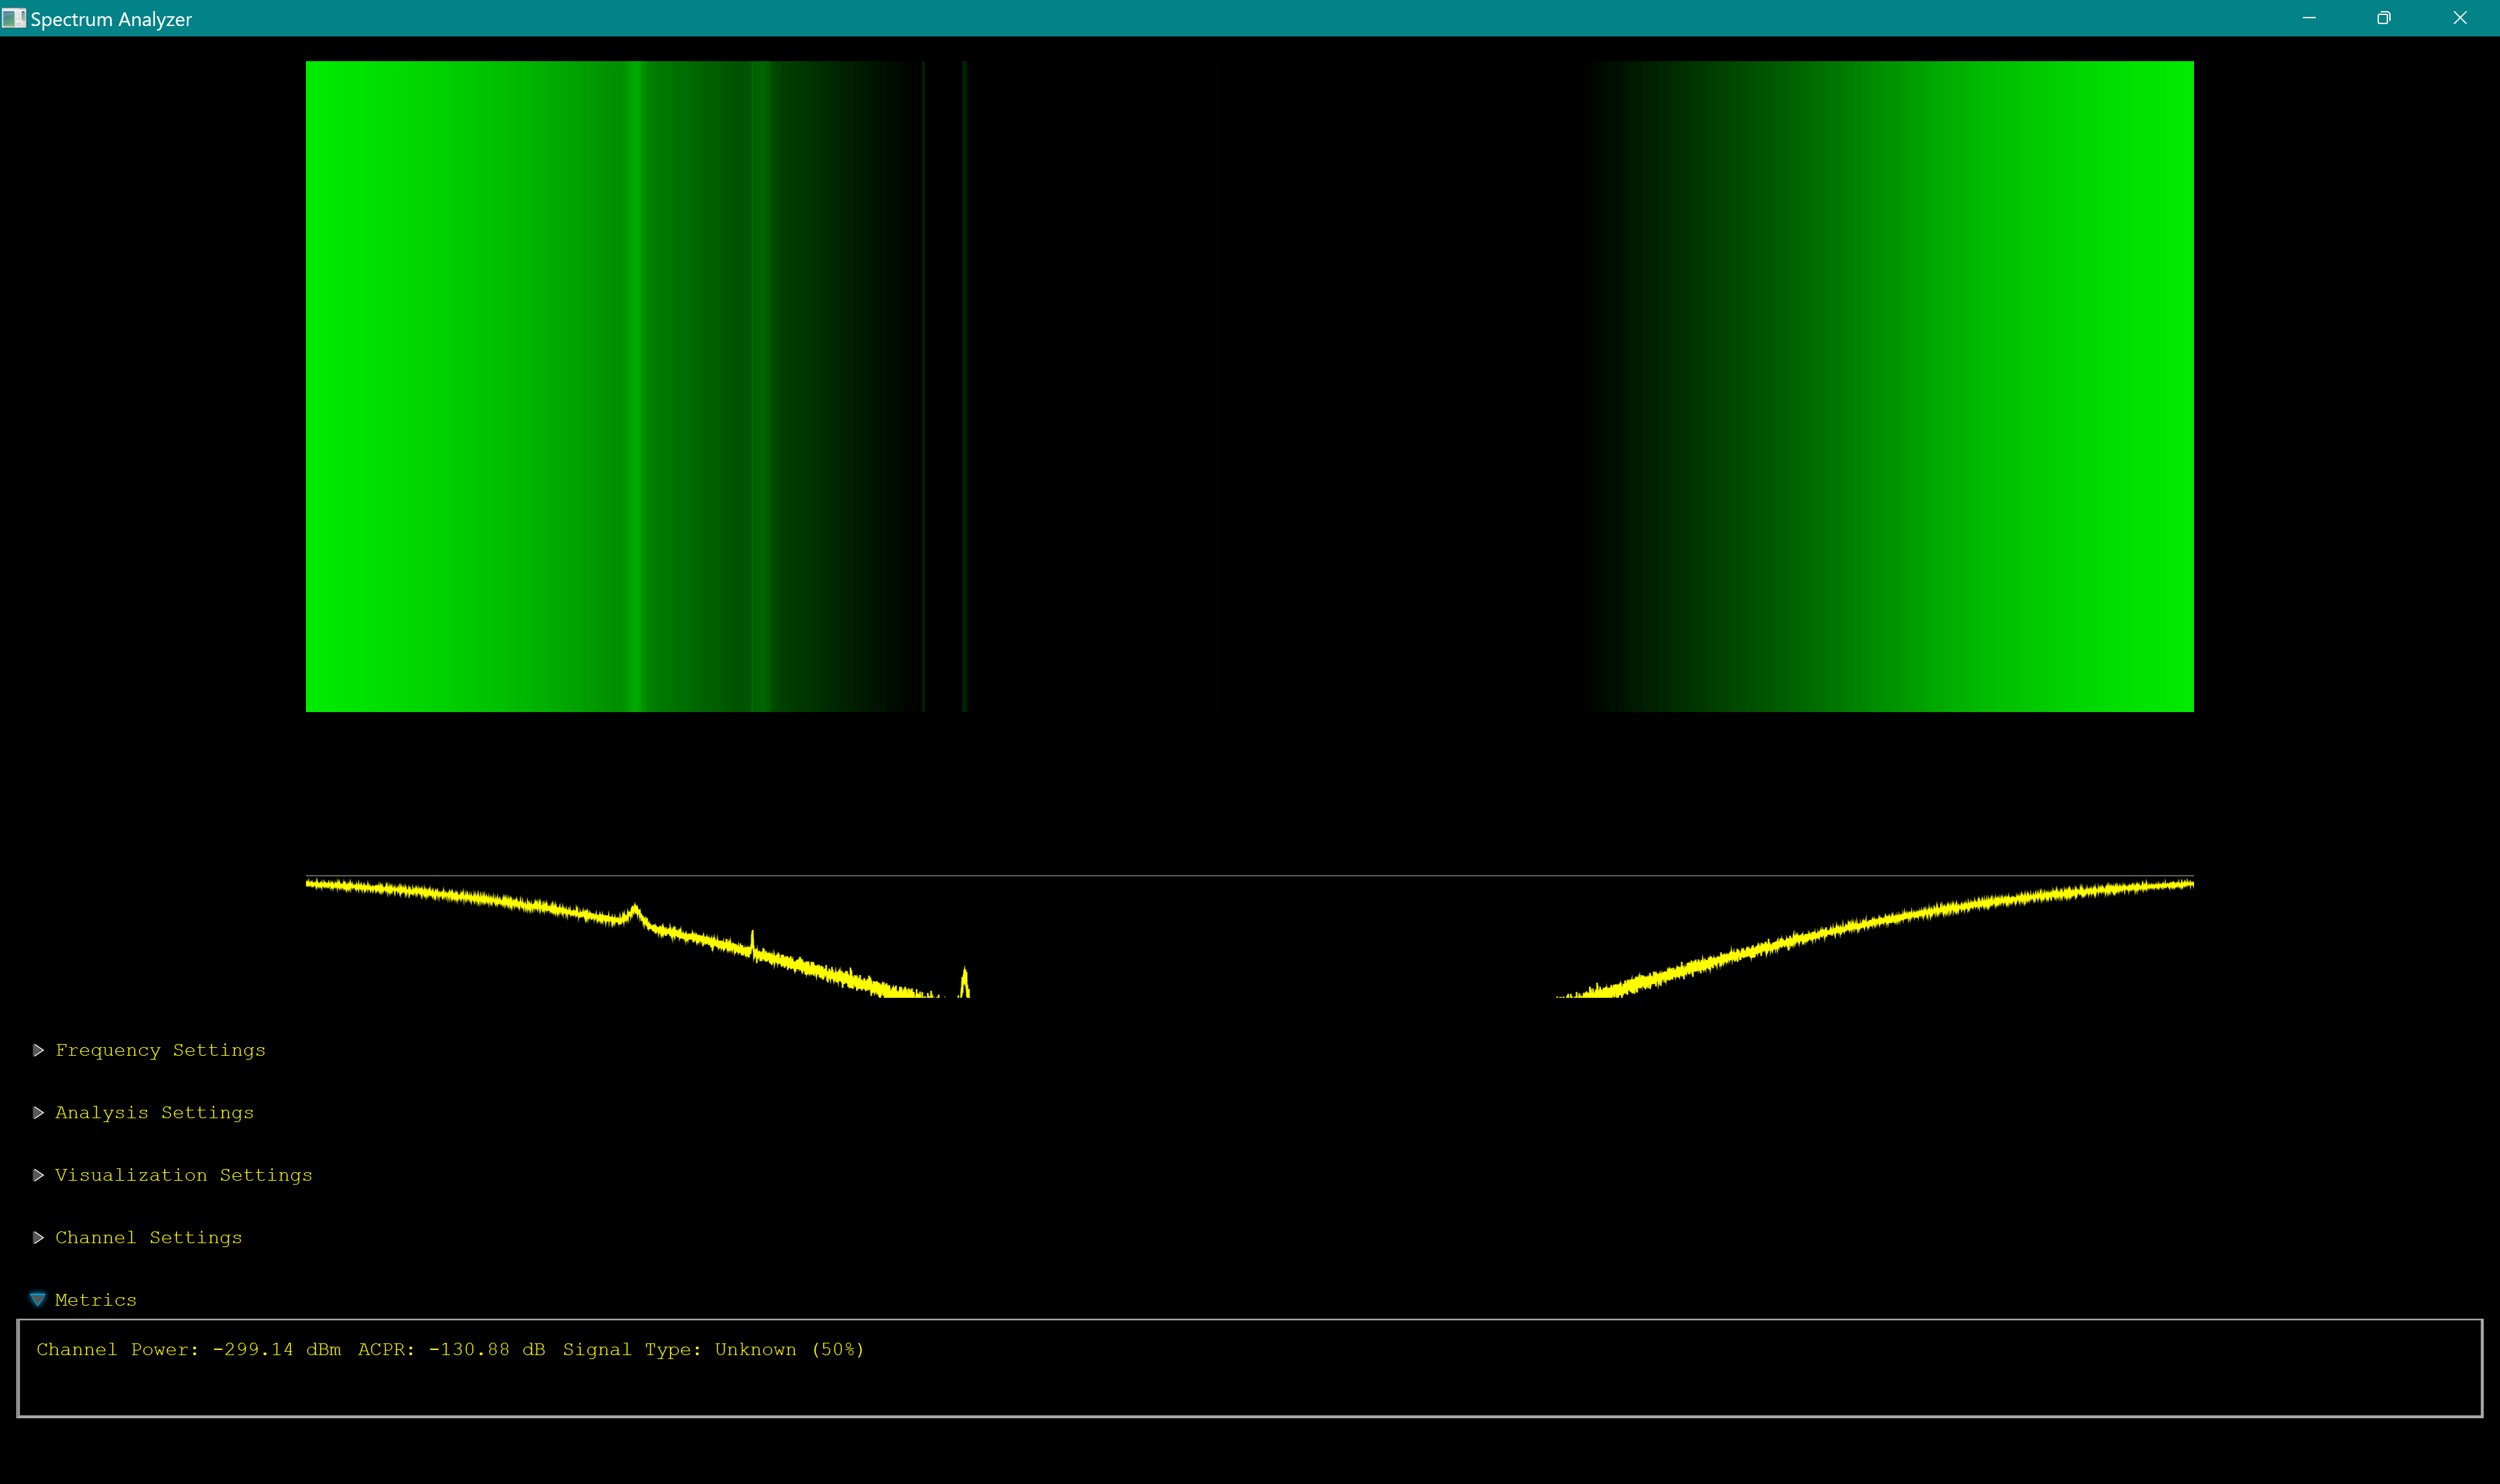 Spectrum Analyzer
Frequency Settings
Analysis Settings
Visualization Settings
Channel Settings
Metrics
Channel Power: -299.14 dBm ACPR: -130.88 dB Signal Type: Unknown (50%)